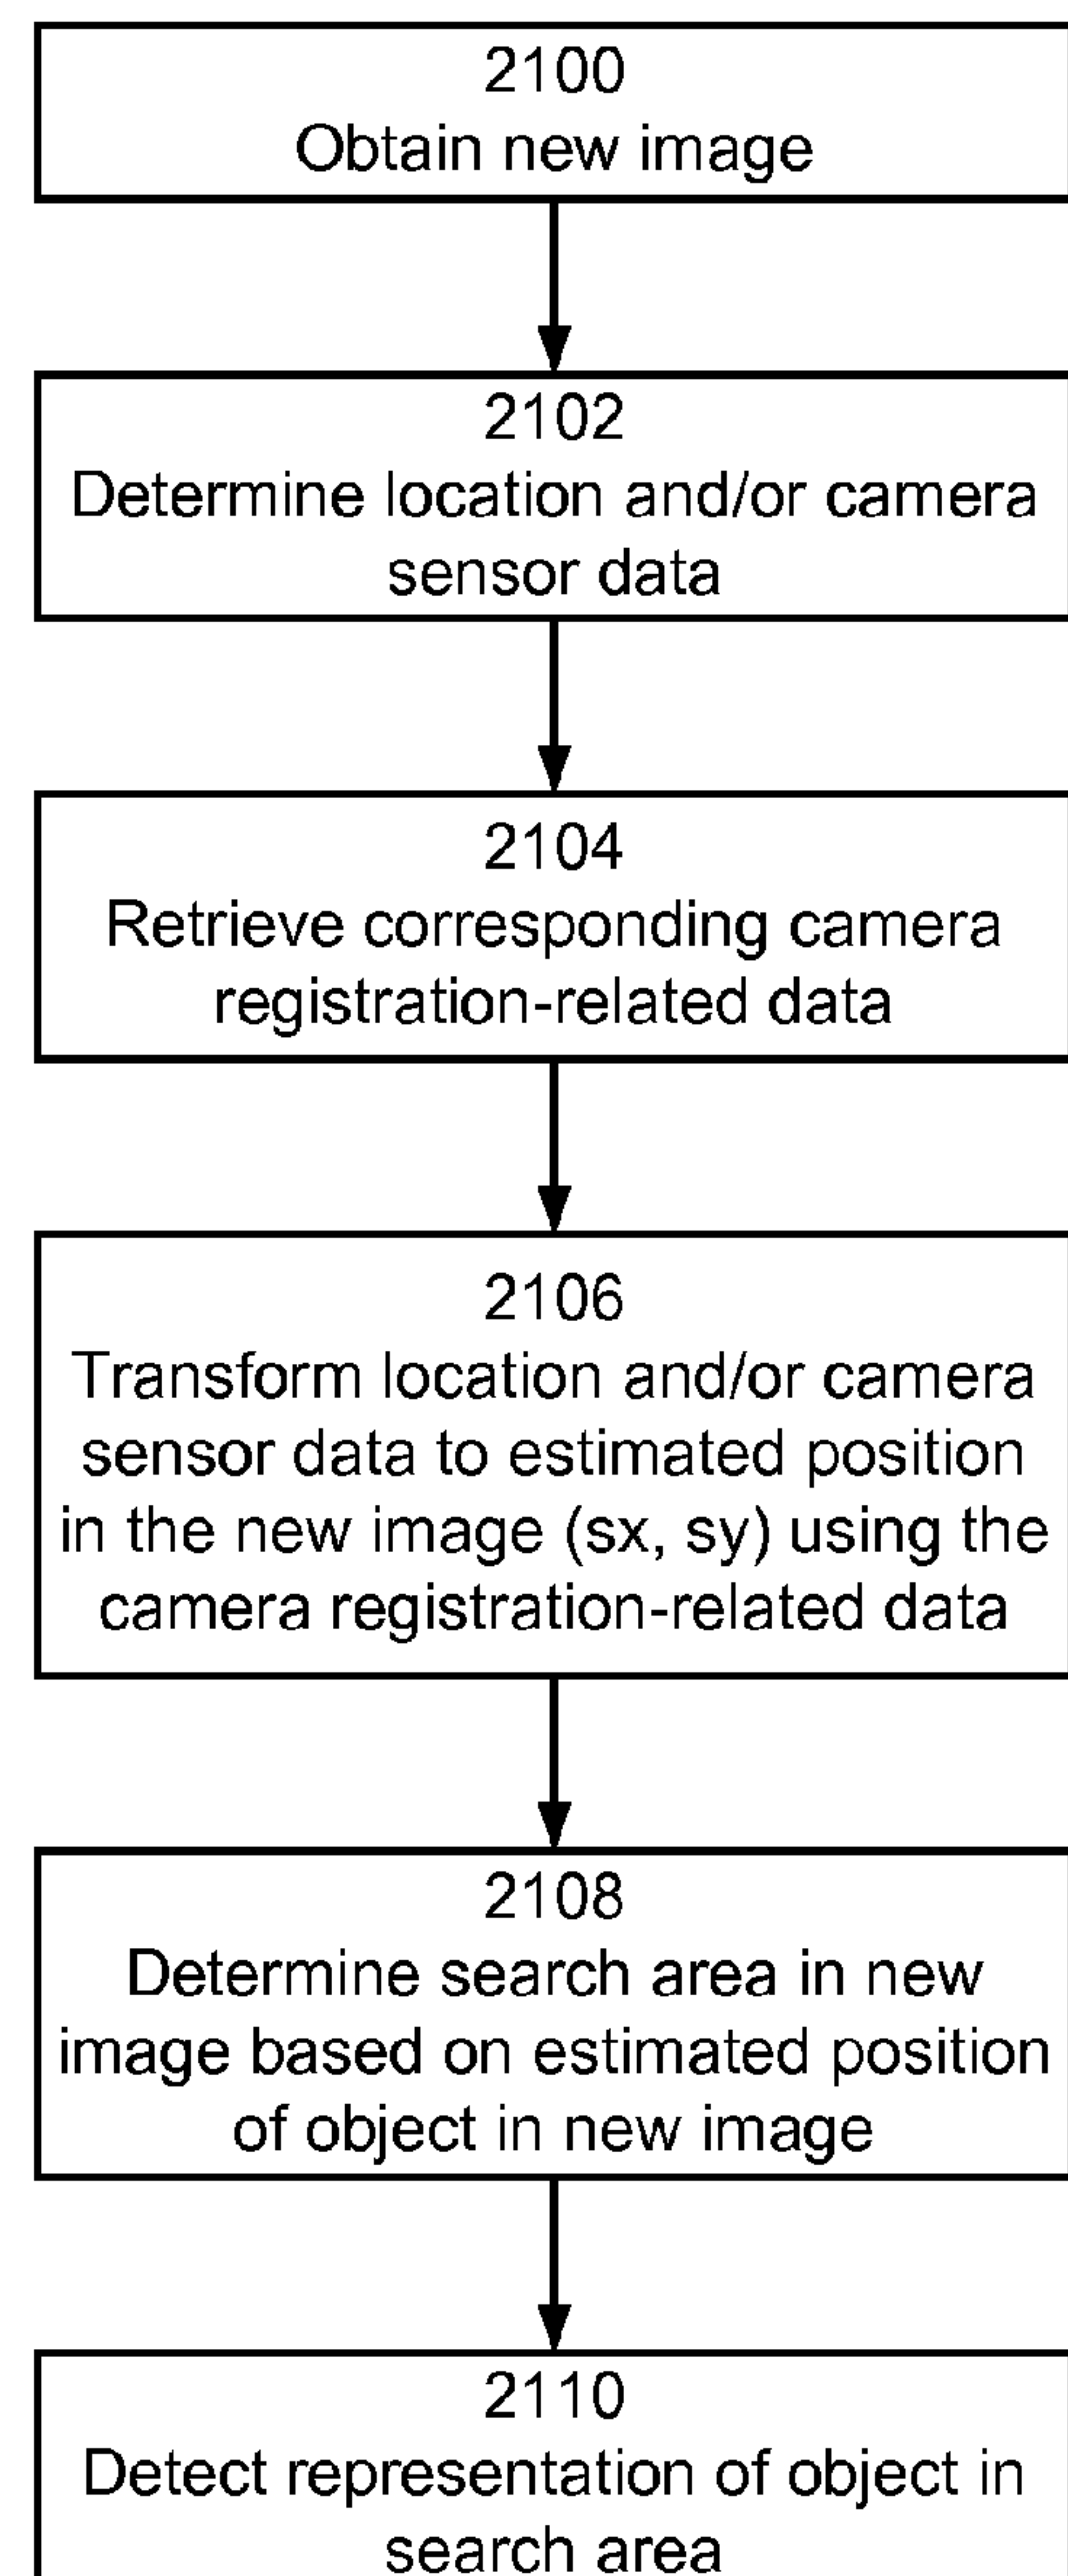 2100
Obtain new image
2102
Determine location and/or camera
sensor data
2104
Retrieve corresponding camera
registration-related data
2106
Transform location and/or camera
sensor data to estimated position
in the new image (sx, sy) using the
camera registration-related data
2108
Determine search area in new
image based on estimated position
of object in new image
2110
Detect representation of object in
search area